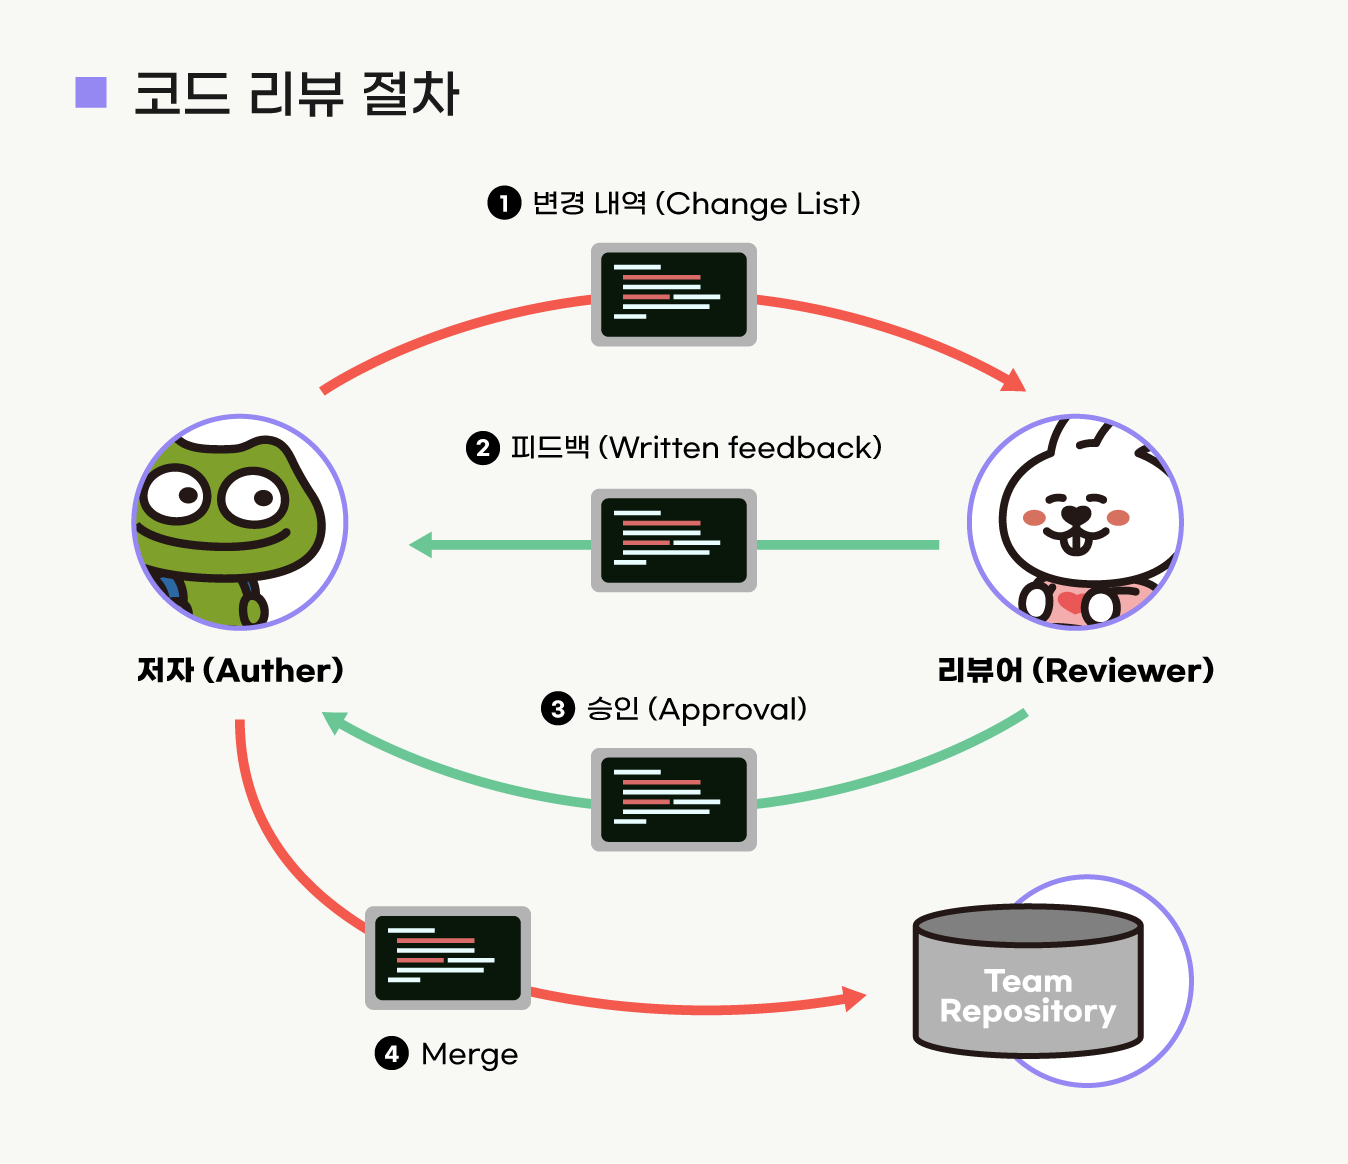 코드 리뷰 절차
1 변경 내역 (Change List)
2 피드백 (Written feedback)
저자 (Auther)
리뷰어 (Reviewer)
3 승인 (Approval)
Team
Repository
4 Merge